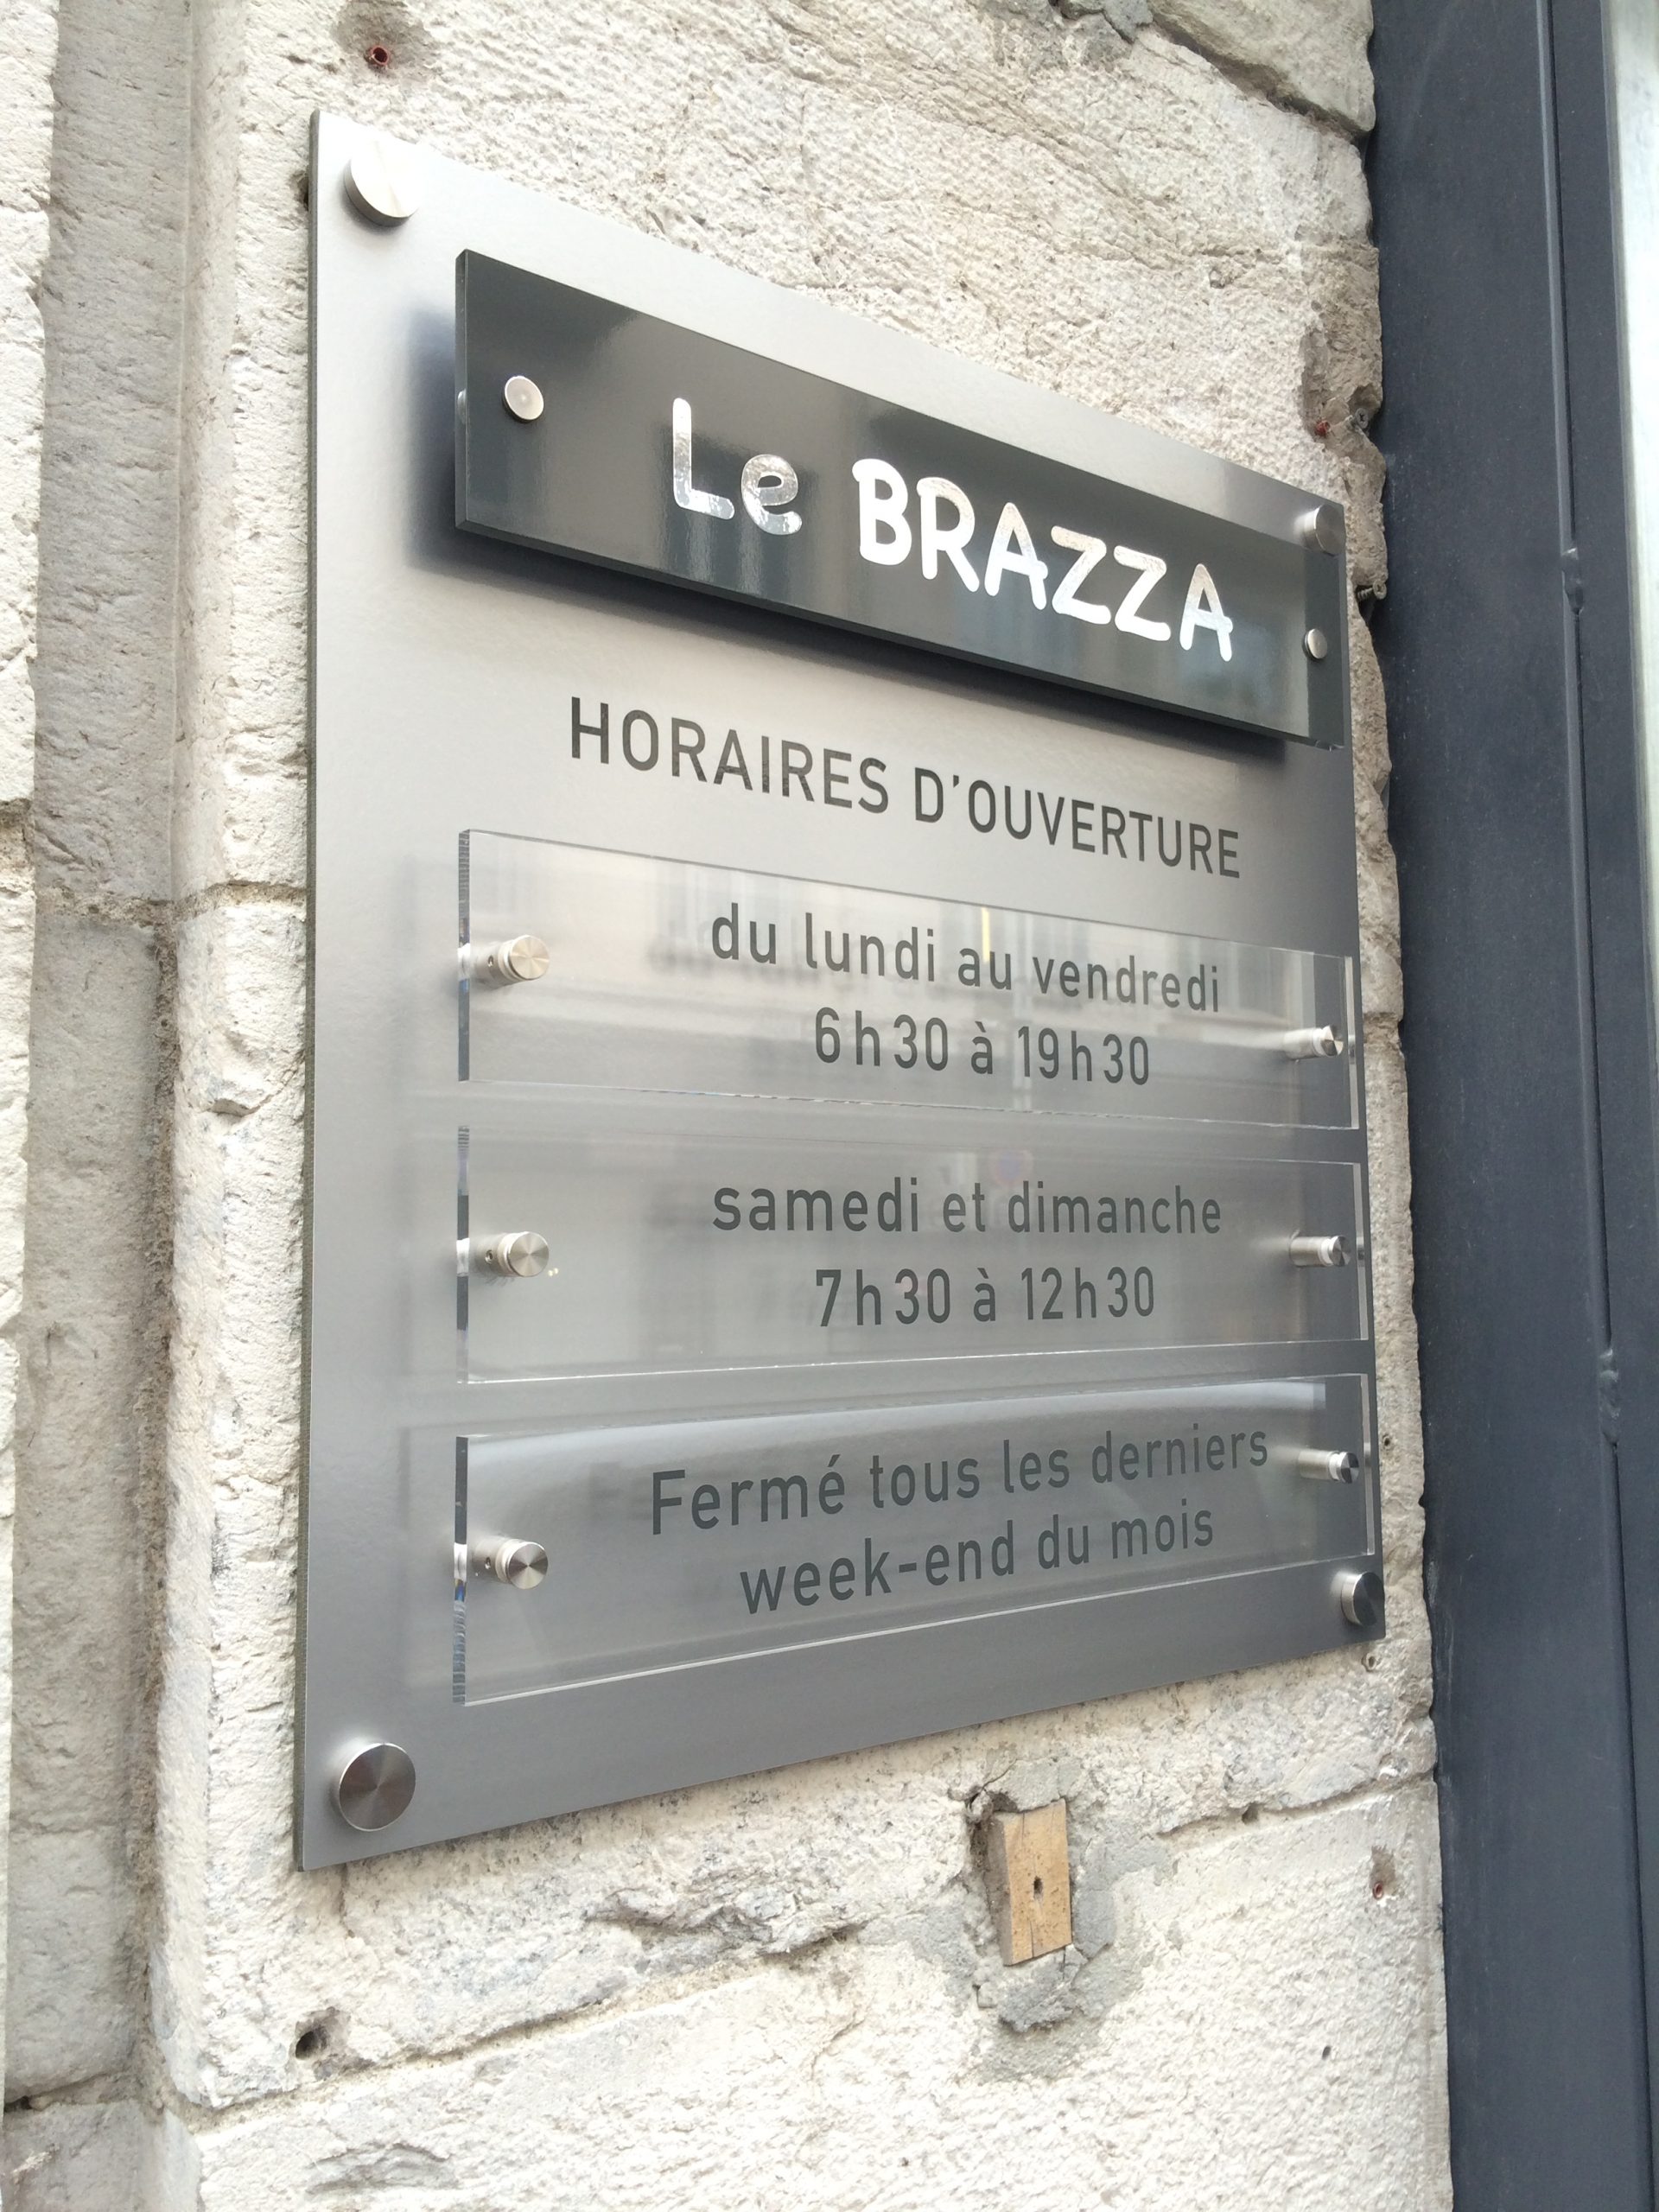 Le BRAZZA
HORAIRES D'OUVERTURE
du lundi au vendredi
6h30 à 19h30
samedi et dimanche
7h30 à 12h30
Fermé tous les derniers
week-end du mois